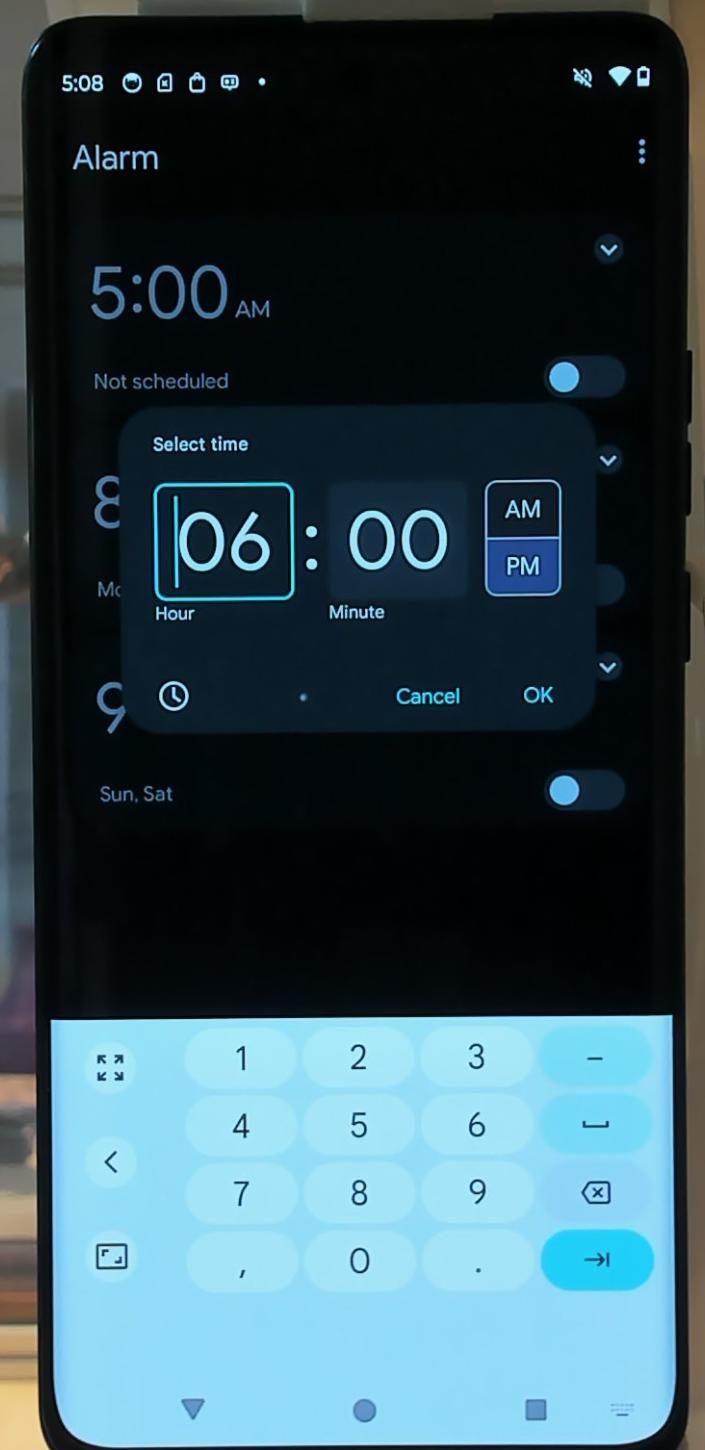 5:08
Alarm
5:00 AM
Not scheduled
Select time
06 : 00
AM
PM
Hour
Minute
8
Mo
9
Cancel
OK
Sun, Sat
1 2 3 –
4 5 6
7 8 9
, 0 .